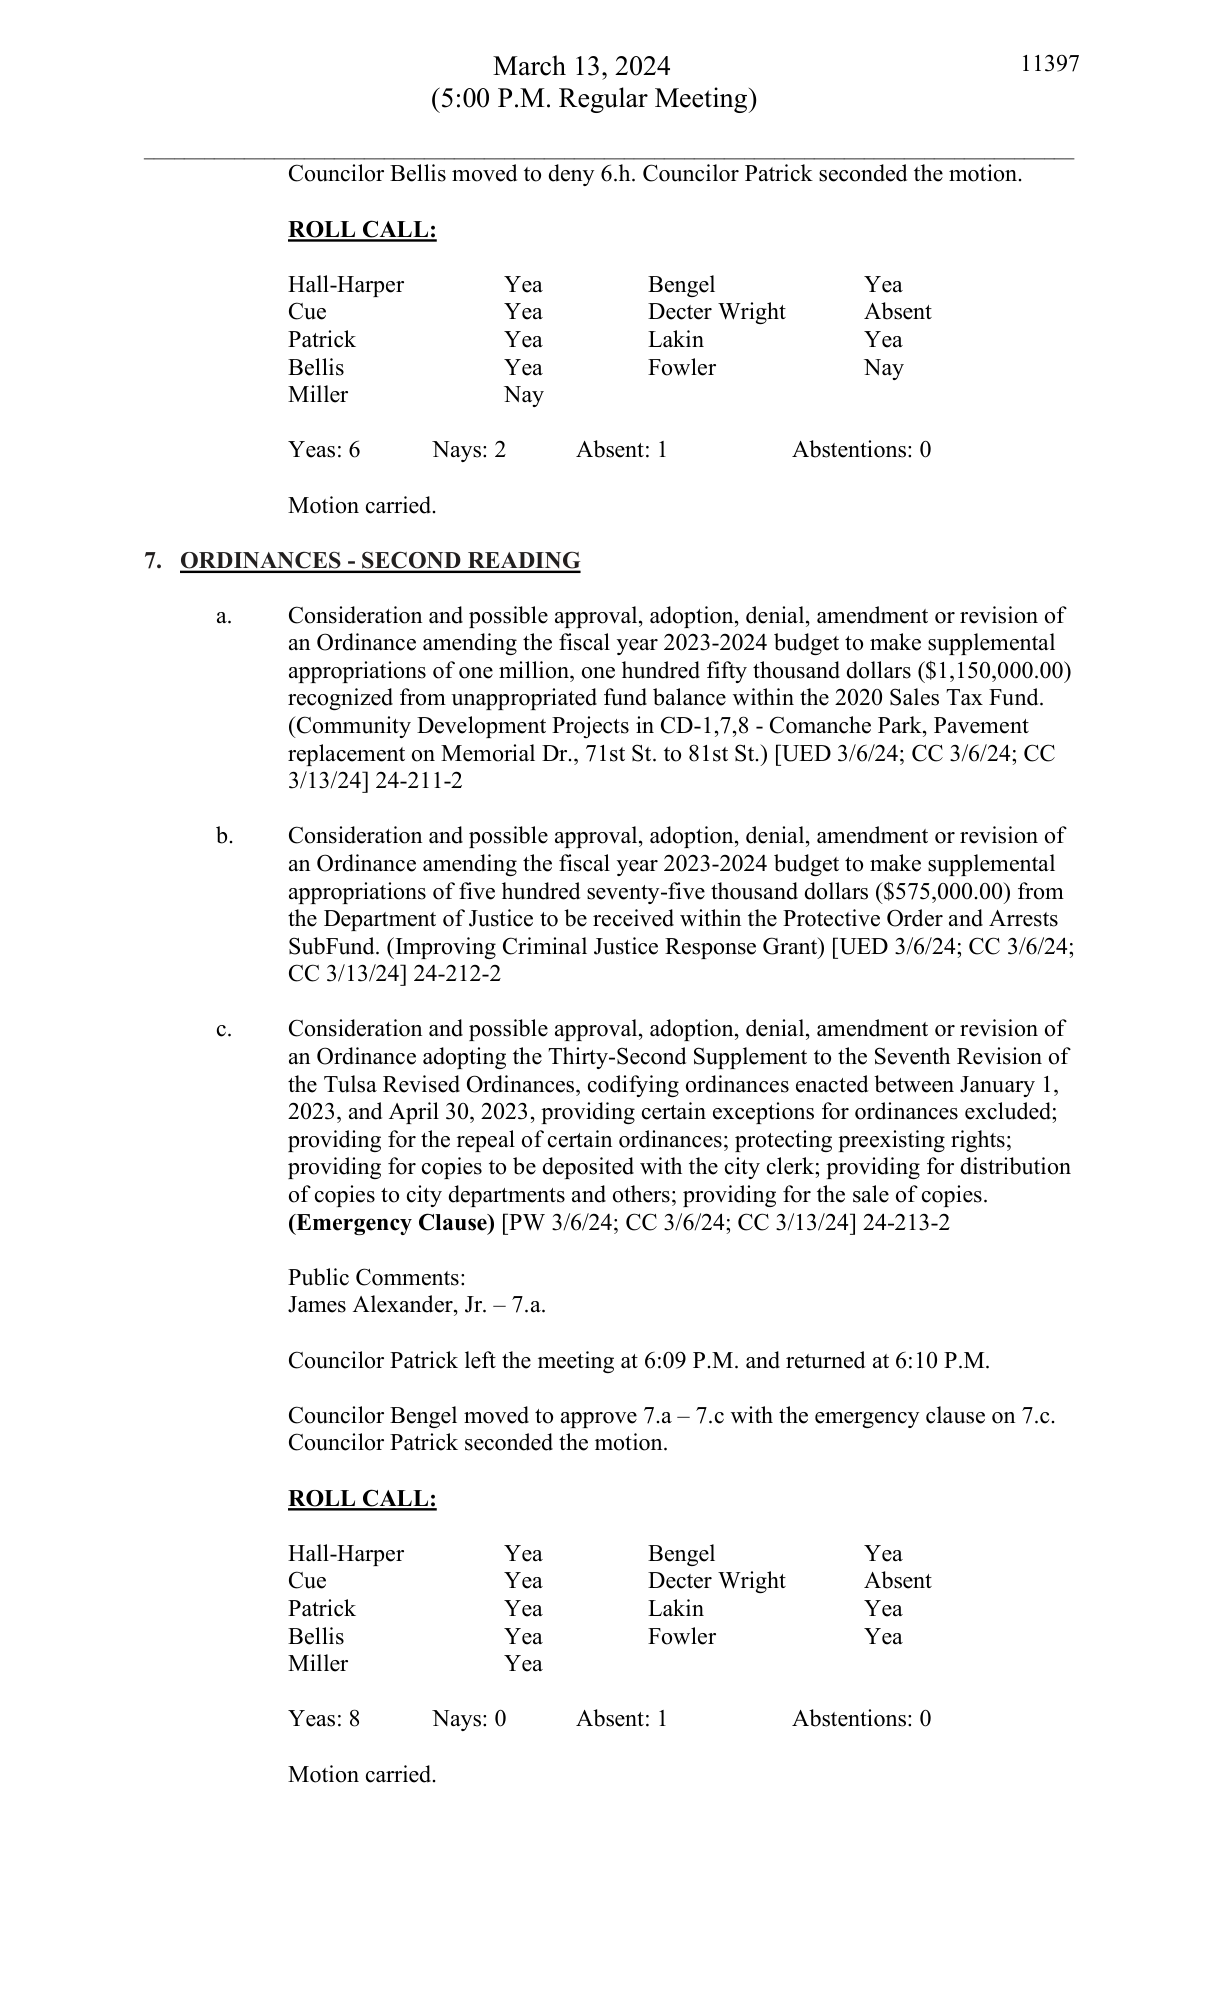 March 13, 2024
11397
(5:00 P.M. Regular Meeting)
Councilor Bellis moved to deny 6.h. Councilor Patrick seconded the motion.
ROLL CALL:
Hall-Harper Yea Bengel Yea
Cue Yea Decter Wright Absent
Patrick Yea Lakin Yea
Bellis Yea Fowler Nay
Miller Nay
Yeas: 6 Nays: 2 Absent: 1 Abstentions: 0
Motion carried.
7. ORDINANCES - SECOND READING
a. Consideration and possible approval, adoption, denial, amendment or revision of
an Ordinance amending the fiscal year 2023-2024 budget to make supplemental
appropriations of one million, one hundred fifty thousand dollars ($1,150,000.00)
recognized from unappropriated fund balance within the 2020 Sales Tax Fund.
(Community Development Projects in CD-1,7,8 - Comanche Park, Pavement
replacement on Memorial Dr., 71st St. to 81st St.) [UED 3/6/24; CC 3/6/24; CC
3/13/24] 24-211-2
b. Consideration and possible approval, adoption, denial, amendment or revision of
an Ordinance amending the fiscal year 2023-2024 budget to make supplemental
appropriations of five hundred seventy-five thousand dollars ($575,000.00) from
the Department of Justice to be received within the Protective Order and Arrests
SubFund. (Improving Criminal Justice Response Grant) [UED 3/6/24; CC 3/6/24;
CC 3/13/24] 24-212-2
c. Consideration and possible approval, adoption, denial, amendment or revision of
an Ordinance adopting the Thirty-Second Supplement to the Seventh Revision of
the Tulsa Revised Ordinances, codifying ordinances enacted between January 1,
2023, and April 30, 2023, providing certain exceptions for ordinances excluded;
providing for the repeal of certain ordinances; protecting preexisting rights;
providing for copies to be deposited with the city clerk; providing for distribution
of copies to city departments and others; providing for the sale of copies.
(Emergency Clause) [PW 3/6/24; CC 3/6/24; CC 3/13/24] 24-213-2
Public Comments:
James Alexander, Jr. – 7.a.
Councilor Patrick left the meeting at 6:09 P.M. and returned at 6:10 P.M.
Councilor Bengel moved to approve 7.a – 7.c with the emergency clause on 7.c.
Councilor Patrick seconded the motion.
ROLL CALL:
Hall-Harper Yea Bengel Yea
Cue Yea Decter Wright Absent
Patrick Yea Lakin Yea
Bellis Yea Fowler Yea
Miller Yea
Yeas: 8 Nays: 0 Absent: 1 Abstentions: 0
Motion carried.